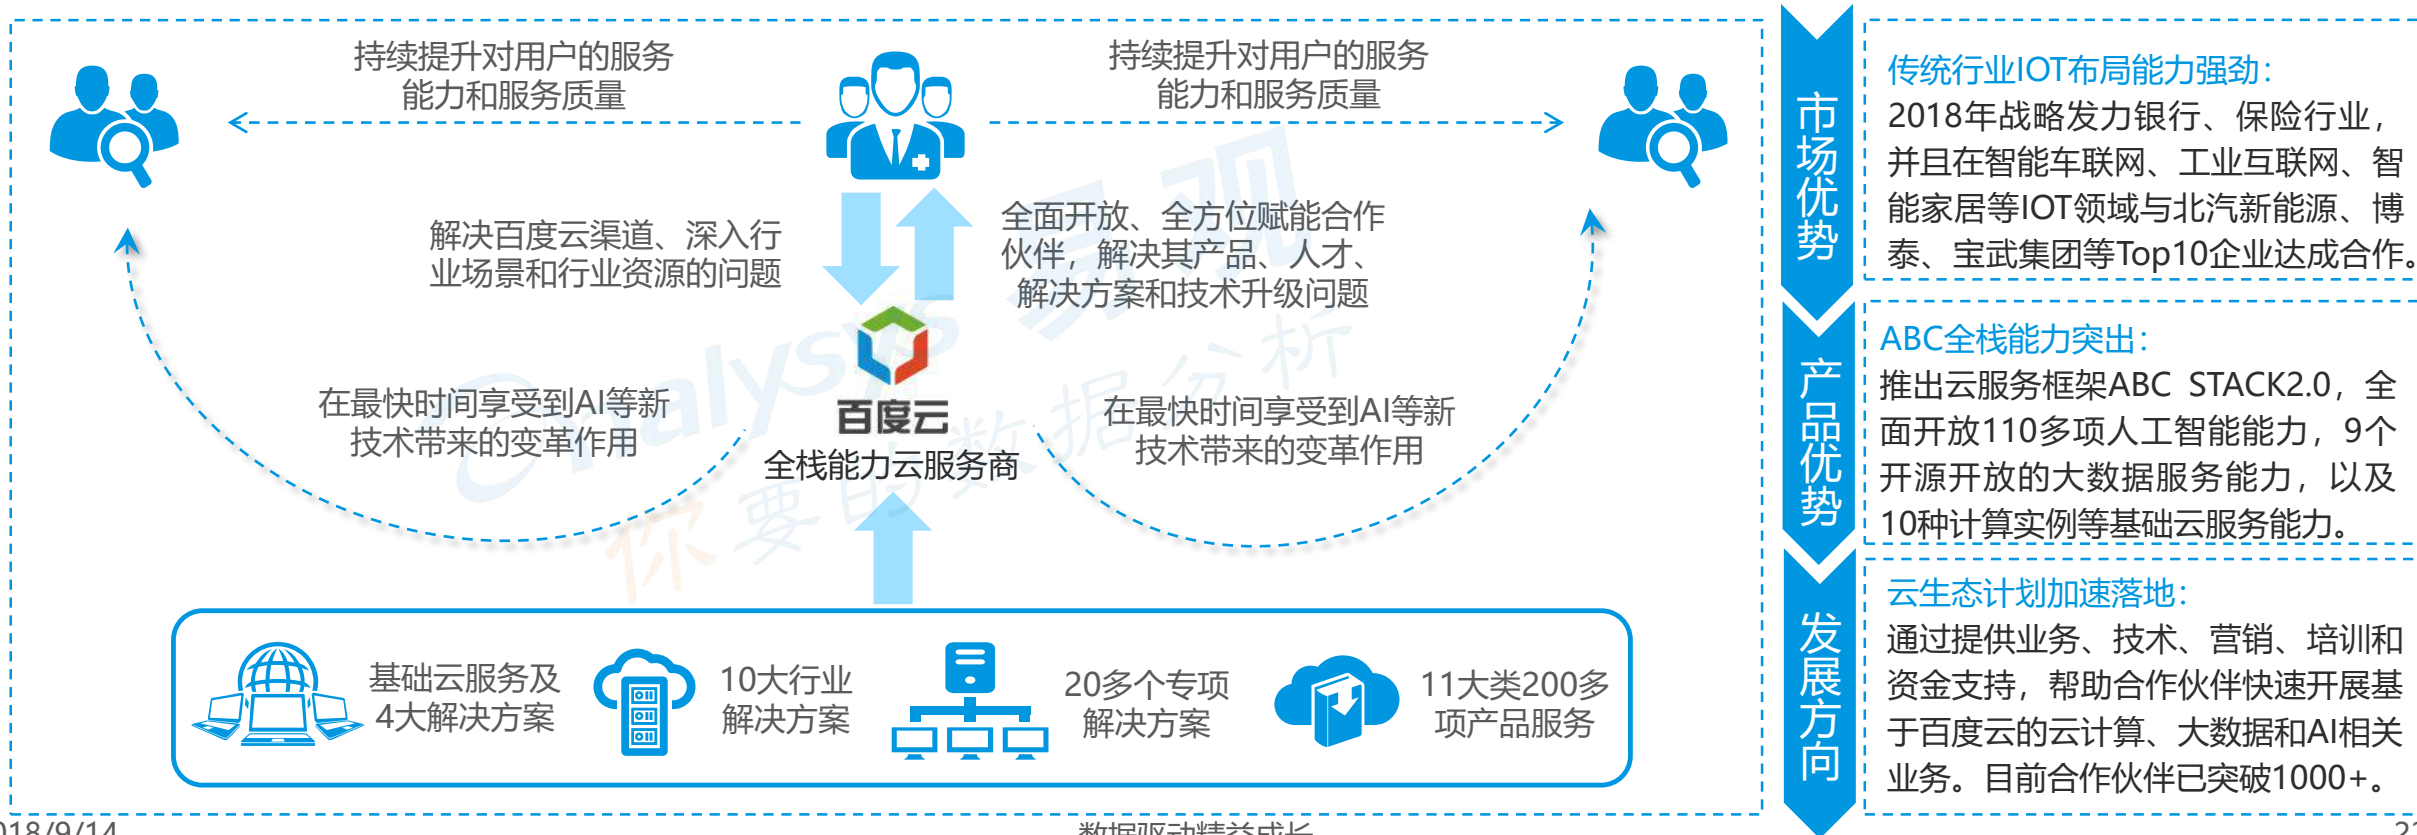 持续提升对用户的服务
能力和服务质量
持续提升对用户的服务
能力和服务质量
解决百度云渠道、深入行
业场景和行业资源的问题
全面开放、全方位赋能合作
伙伴，解决其产品、人才、
解决方案和技术升级问题
在最快时间享受到AI等新
技术带来的变革作用
百度云
全栈能力云服务商
在最快时间享受到AI等新
技术带来的变革作用
基础云服务及
4大解决方案
10大行业
解决方案
20多个专项
解决方案
11大类200多
项产品服务
市场优势
传统行业IOT布局能力强劲：
2018年战略发力银行、保险行业，
并且在智能车联网、工业互联网、智
能家居等IOT领域与北汽新能源、博
泰、宝武集团等Top10企业达成合作。
产品优势
ABC全栈能力突出：
推出云服务框架ABC STACK2.0，全
面开放110多项人工智能能力，9个
开源开放的大数据服务能力，以及
10种计算实例等基础云服务能力。
发展方向
云生态计划加速落地：
通过提供业务、技术、营销、培训和
资金支持，帮助合作伙伴快速开展基
于百度云的云计算、大数据和AI相关
业务。目前合作伙伴已突破1000+。
nalysys 易观
你要的数据分析
018/9/14
数据驱动精益成长